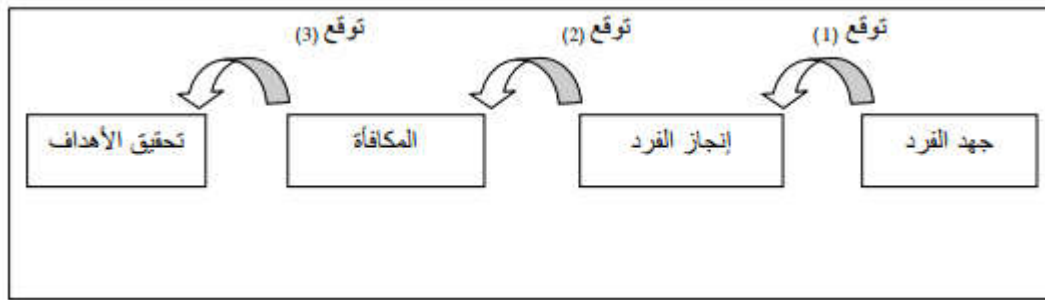 توقع (1) توقع (2) توقع (3)
جهد الفرد إنجاز الفرد المكافأة تحقيق الأهداف